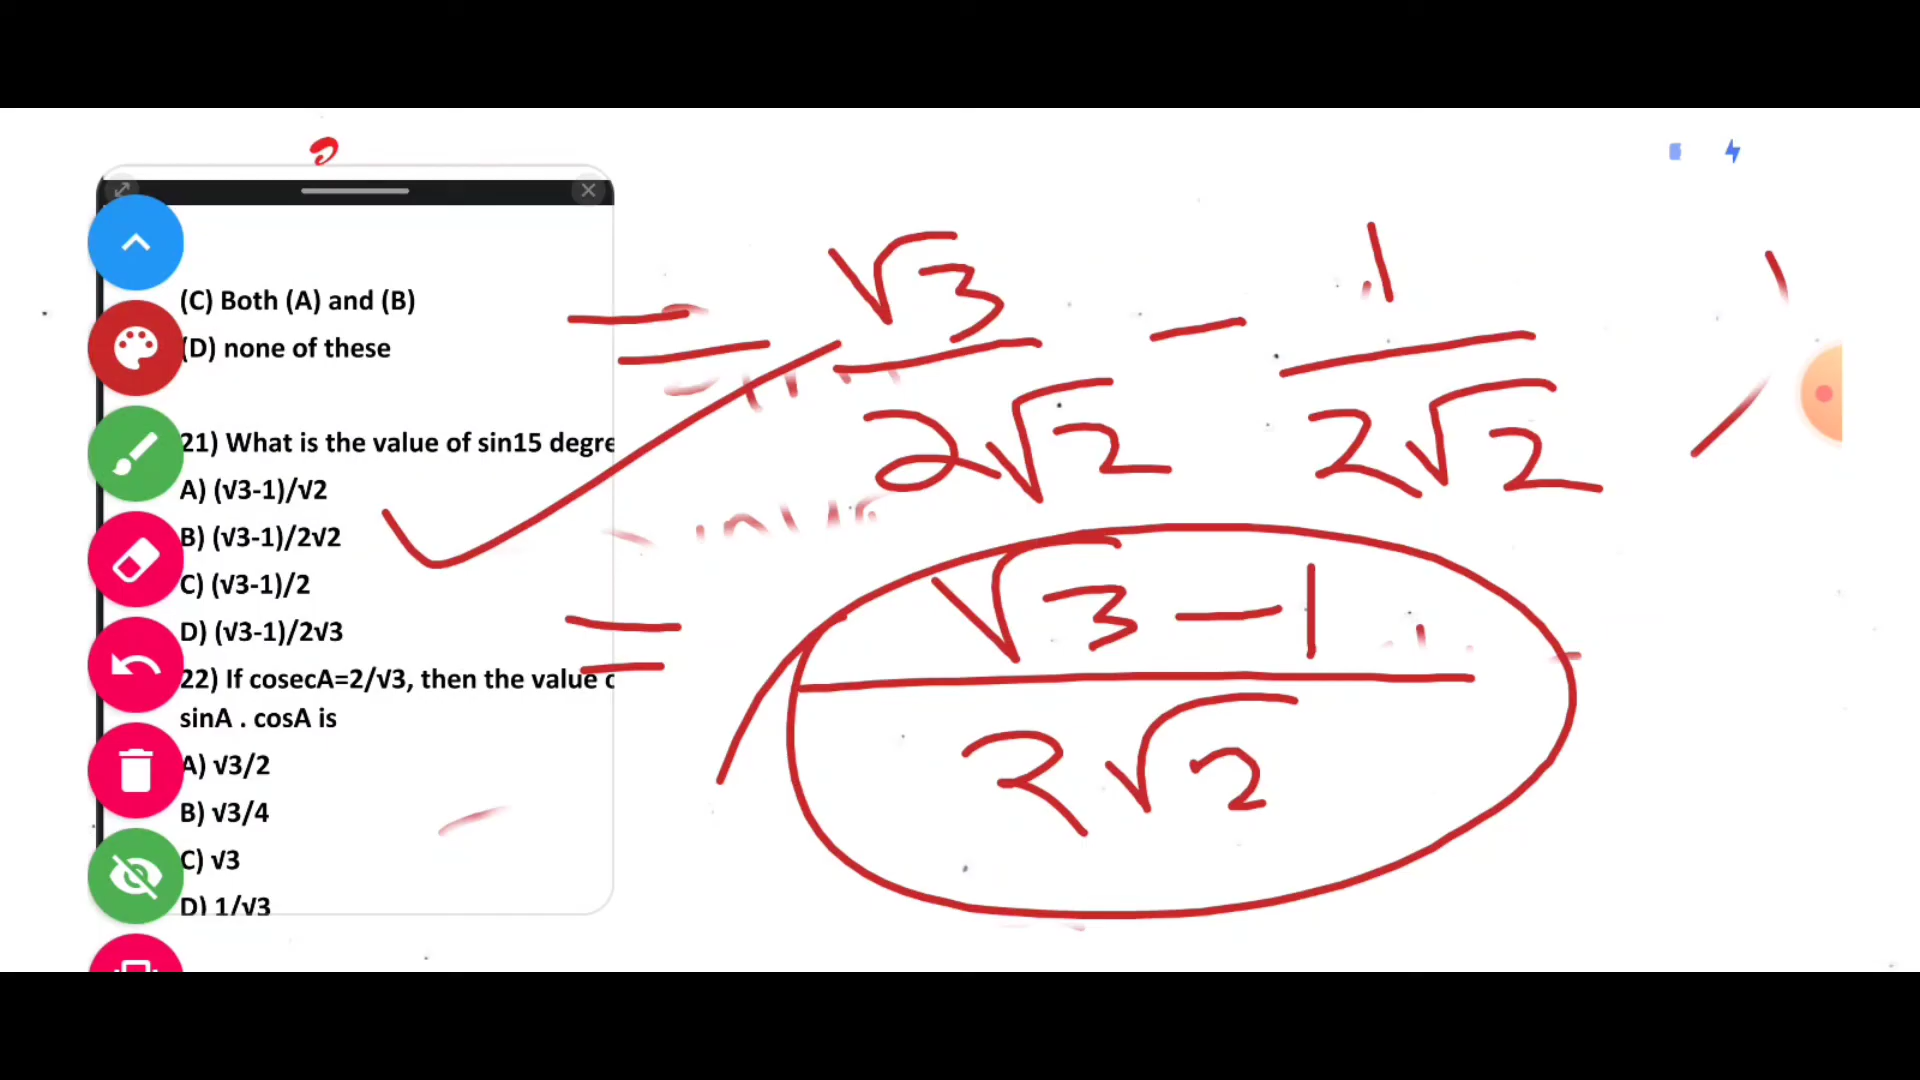 (C) Both (A) and (B)
(D) none of these
21) What is the value of sin15 degre
A) (√3-1)/√2
B) (√3-1)/2√2
C) (√3-1)/2
D) (√3-1)/2√3
22) If cosecA=2/√3, then the value
sinA . cosA is
A) √3/2
B) √3/4
C) √3
D) 1/√3
= √3/2√2 - 1/2√2
= √3-1/2√2